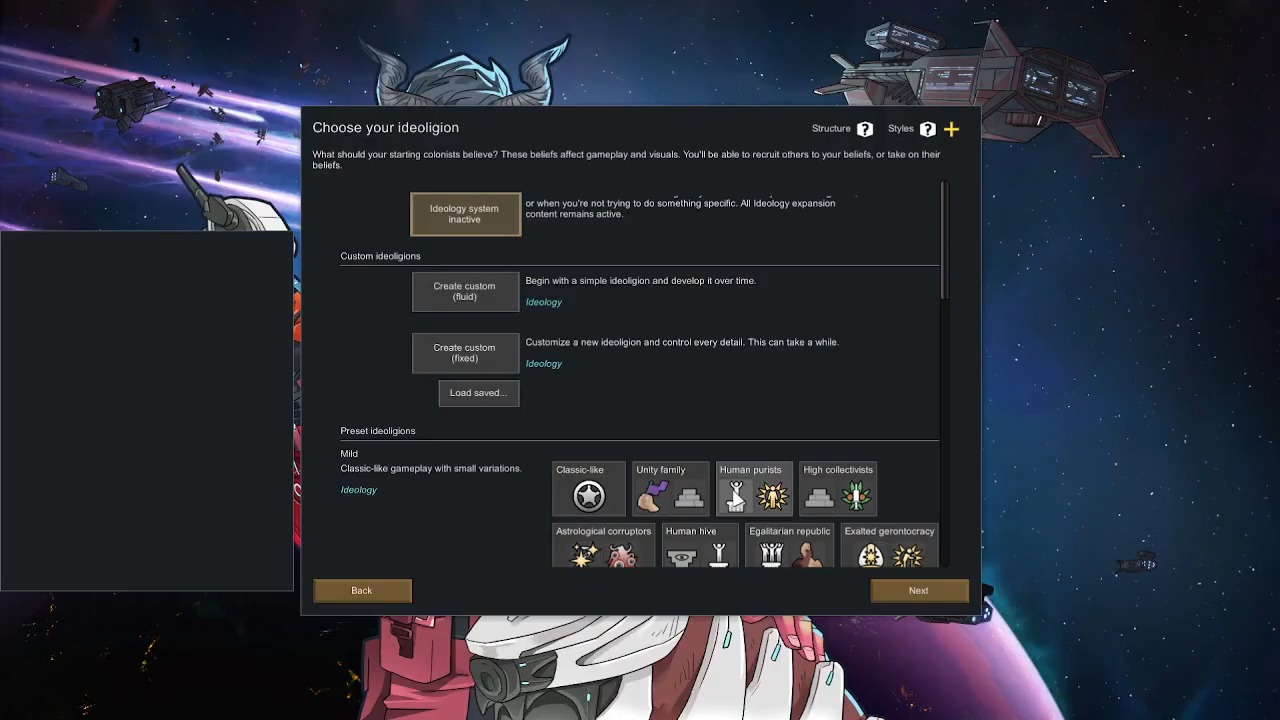 Choose your ideoligion
Structure ? Styles ? +
What should your starting colonists believe? These beliefs affect gameplay and visuals. You'll be able to recruit others to your beliefs, or take on their
beliefs.
Ideology system
inactive
or when you're not trying to do something specific. All Ideology expansion
content remains active.
Custom ideoligions
Create custom
(fluid)
Begin with a simple ideoligion and develop it over time.
Ideology
Create custom
(fixed)
Customize a new ideoligion and control every detail. This can take a while.
Ideology
Load saved...
Preset ideoligions
Mild
Classic-like gameplay with small variations.
Ideology
Classic-like
Unity family
Human purists
High collectivists
Astrological corruptors
Human hive
Egalitarian republic
Exalted gerontocracy
Back
Next